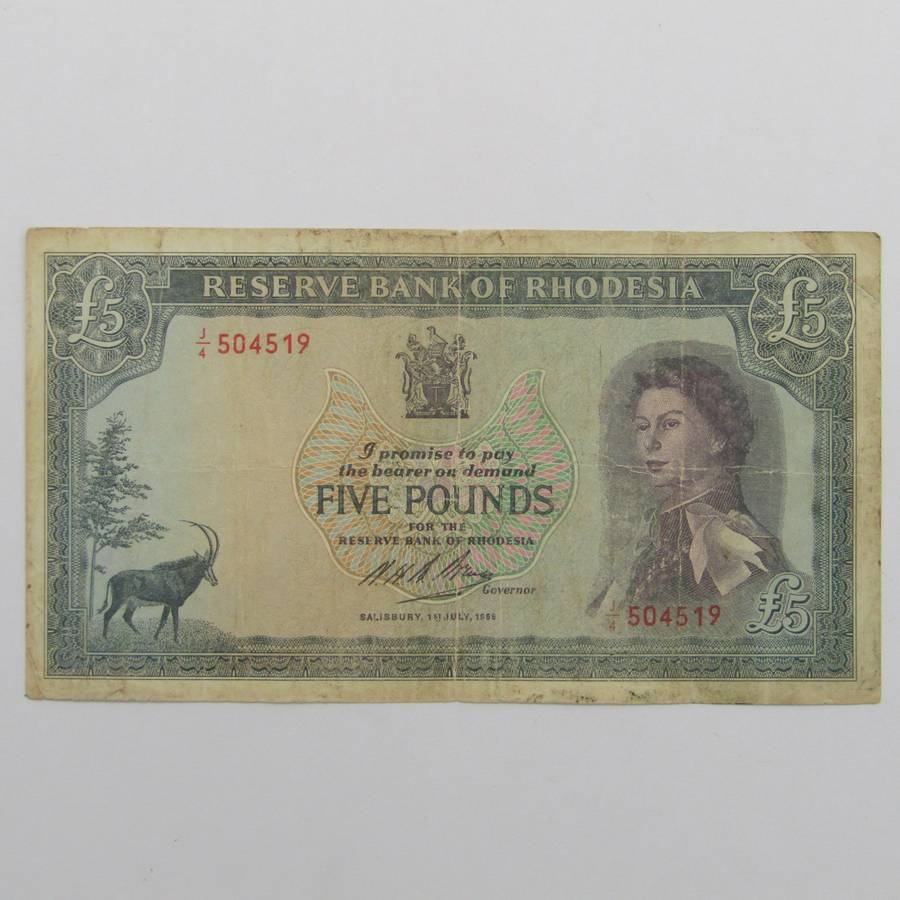 RESERVE BANK OF RHODESIA
£5
£5
J/4 504519
I promise to pay
the bearer on demand
FIVE POUNDS
FOR THE
RESERVE BANK OF RHODESIA
Governor
SALISBURY, 1ST JULY, 1966
J/4 504519
£5